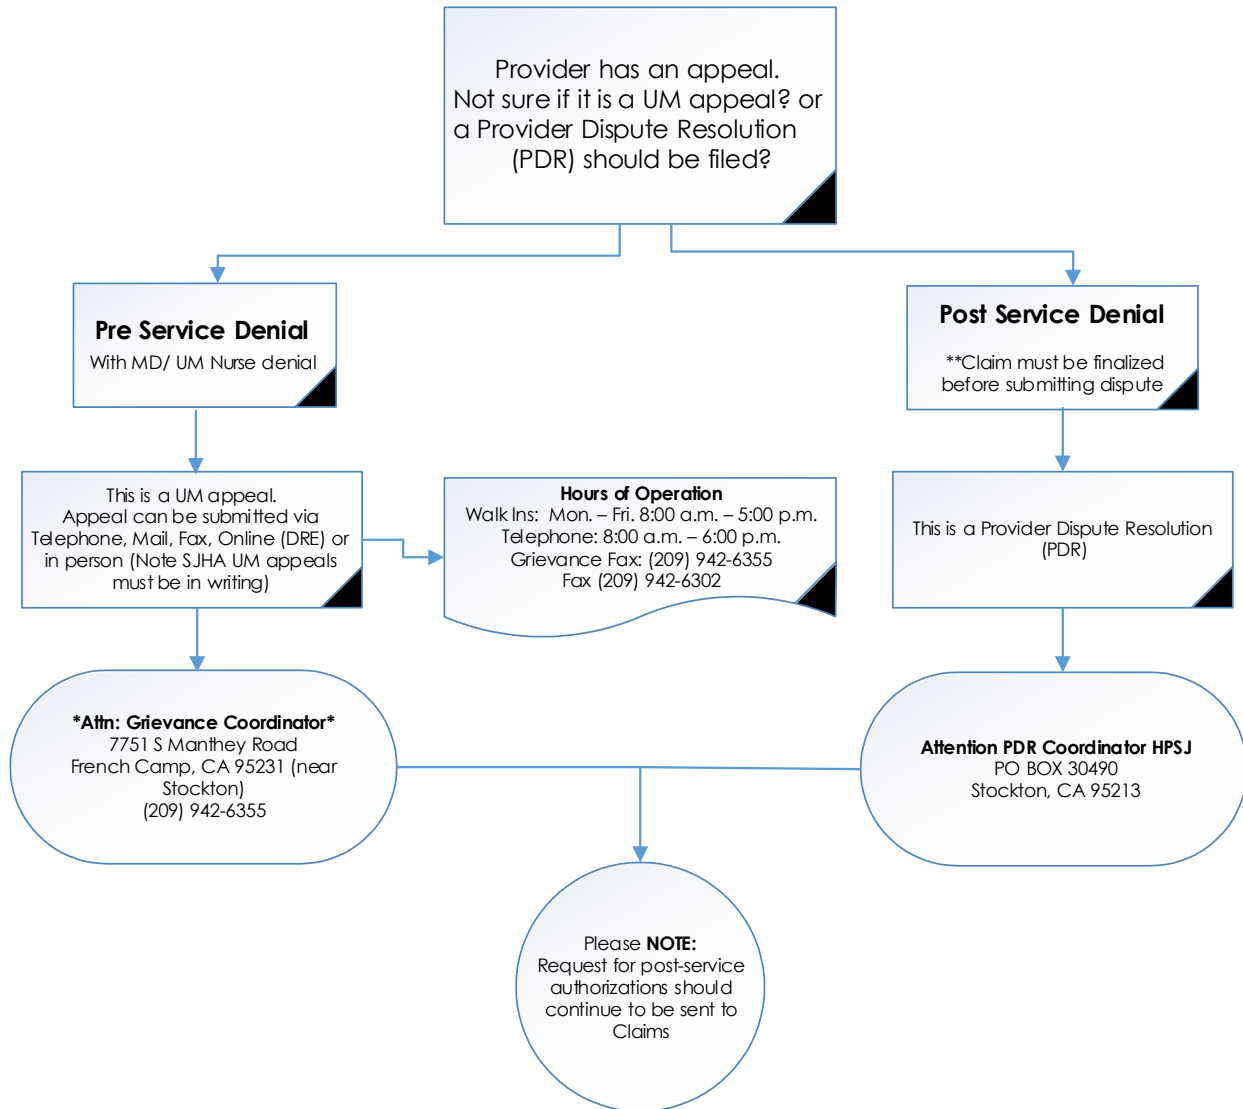 Provider has an appeal.
Not sure if it is a UM appeal? or
a Provider Dispute Resolution
(PDR) should be filed?
Pre Service Denial
With MD/ UM Nurse denial
Post Service Denial
**Claim must be finalized
before submitting dispute
This is a UM appeal.
Appeal can be submitted via
Telephone, Mail, Fax, Online (DRE) or
in person (Note SJHA UM appeals
must be in writing)
Hours of Operation
Walk Ins: Mon. – Fri. 8:00 a.m. – 5:00 p.m.
Telephone: 8:00 a.m. – 6:00 p.m.
Grievance Fax: (209) 942-6355
Fax (209) 942-6302
This is a Provider Dispute Resolution
(PDR)
*Attn: Grievance Coordinator*
7751 S Manthey Road
French Camp, CA 95231 (near
Stockton)
(209) 942-6355
Attention PDR Coordinator HPSJ
PO BOX 30490
Stockton, CA 95213
Please NOTE:
Request for post-service
authorizations should
continue to be sent to
Claims